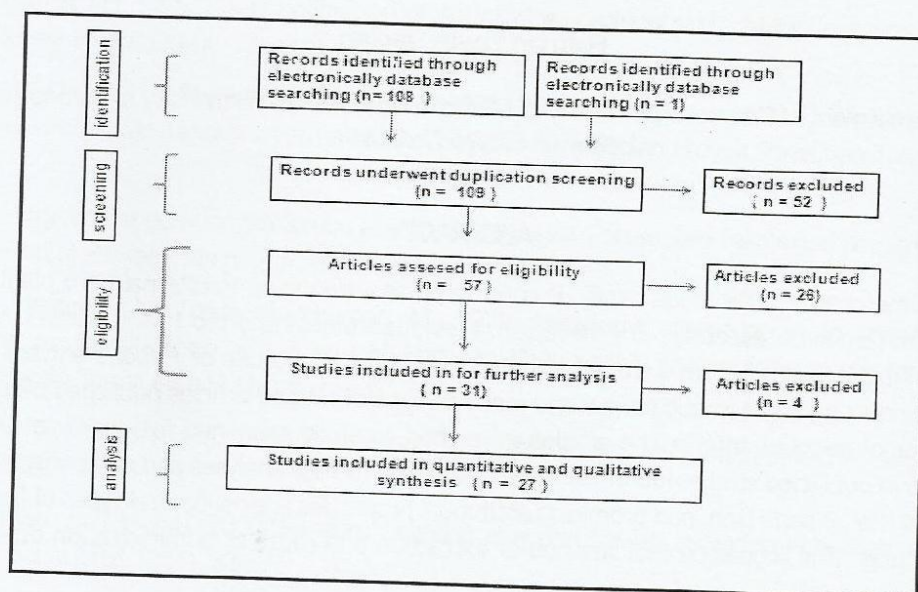 identification
Records identified through
electronically database
searching (n= 108 )
Records identified through
electronically database
searching (n = 1)
screening
Records underwent duplication screening
(n = 109)
Records excluded
( n = 52 )
eligibility
Articles assesed for eligibility
(n = 57)
Articles excluded
(n = 26)
Studies included in for further analysis
( n = 31)
Articles excluded
(n = 4 )
analysis
Studies included in quantitative and qualitative
synthesis ( n = 27 )